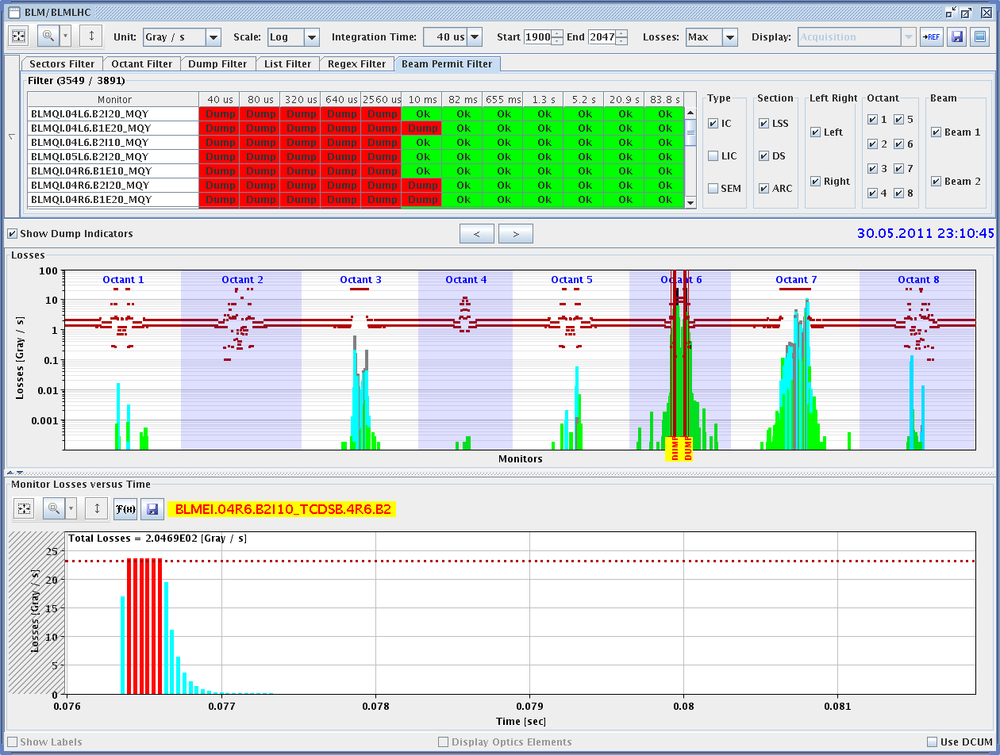 BLM/BLMLHC
Unit: Gray / s Scale: Log Integration Time: 40 us Start 1900 End 2047 Losses: Max Display: Acquisition →REF
Sectors Filter Octant Filter Dump Filter List Filter Regex Filter Beam Permit Filter
Filter (3549 / 3891)
Monitor 40 us 80 us 320 us 640 us 2560 us 10 ms 82 ms 655 ms 1.3 s 5.2 s 20.9 s 83.8 s
BLMQI.04L6.B2I20_MQY Dump Dump Dump Dump Dump Ok Ok Ok Ok Ok Ok Ok
BLMQI.04L6.B1E20_MQY Dump Dump Dump Dump Dump Dump Ok Ok Ok Ok Ok Ok
BLMQI.04L6.B2I10_MQY Dump Dump Dump Dump Dump Ok Ok Ok Ok Ok Ok Ok
BLMQI.05L6.B2I20_MQY Dump Dump Dump Dump Dump Ok Ok Ok Ok Ok Ok Ok
BLMQI.04R6.B1E10_MQY Dump Dump Dump Dump Dump Ok Ok Ok Ok Ok Ok Ok
BLMQI.04R6.B2I20_MQY Dump Dump Dump Dump Dump Dump Ok Ok Ok Ok Ok Ok
BLMQI.04R6.B1E20_MQY Dump Dump Dump Dump Dump Dump Ok Ok Ok Ok Ok Ok
Type
IC
LIC
SEM
Section
LSS
DS
ARC
Left Right
Left
Right
Octant
1 5
2 6
3 7
4 8
Beam
Beam 1
Beam 2
Show Dump Indicators < > 30.05.2011 23:10:45
Losses
Octant 1 Octant 2 Octant 3 Octant 4 Octant 5 Octant 6 Octant 7 Octant 8
100
10
1
0.1
0.01
0.001
Losses [Gray / s]
DUMP DUMP
Monitors
Monitor Losses versus Time
F(x) BLMEI.04R6.B2I10_TCDSB.4R6.B2
Total Losses = 2.0469E02 [Gray / s]
25
20
15
10
5
0
Losses [Gray / s]
0.076 0.077 0.078 0.079 0.08 0.081
Time [sec]
Show Labels Display Optics Elements Use DCUM